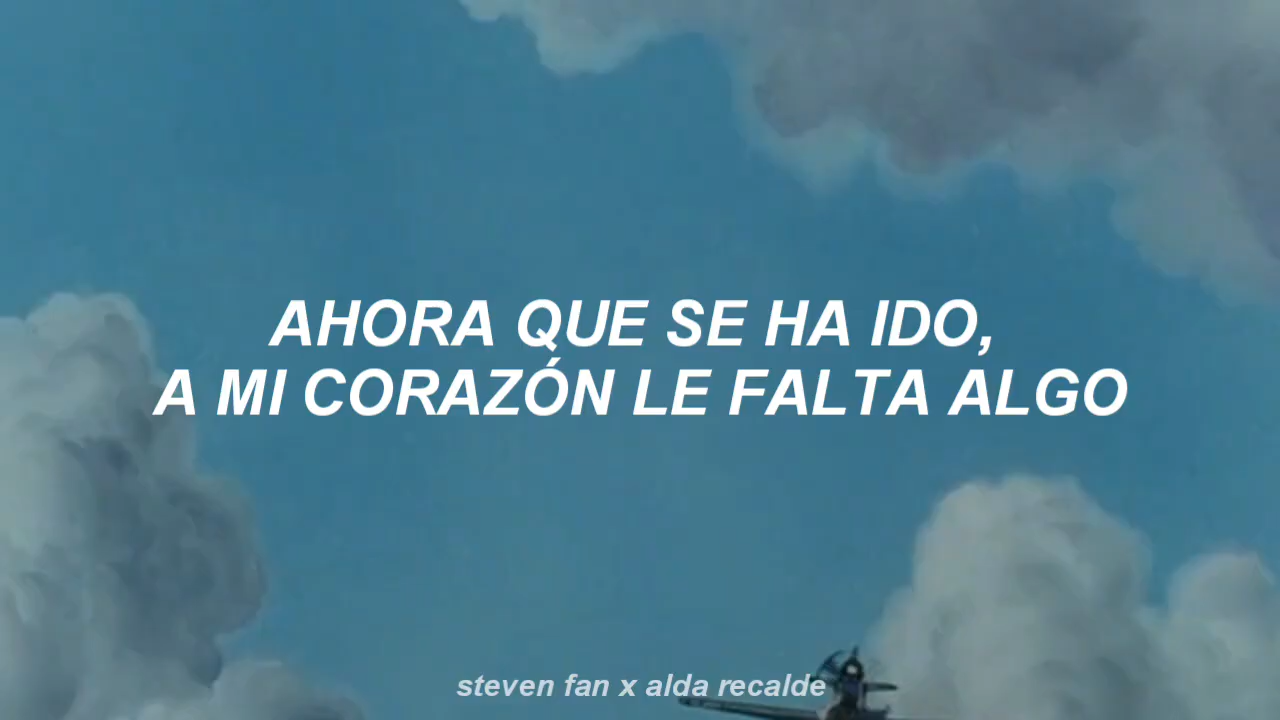 AHORA QUE SE HA IDO,
A MI CORAZÓN LE FALTA ALGO
steven fan x alda recalde